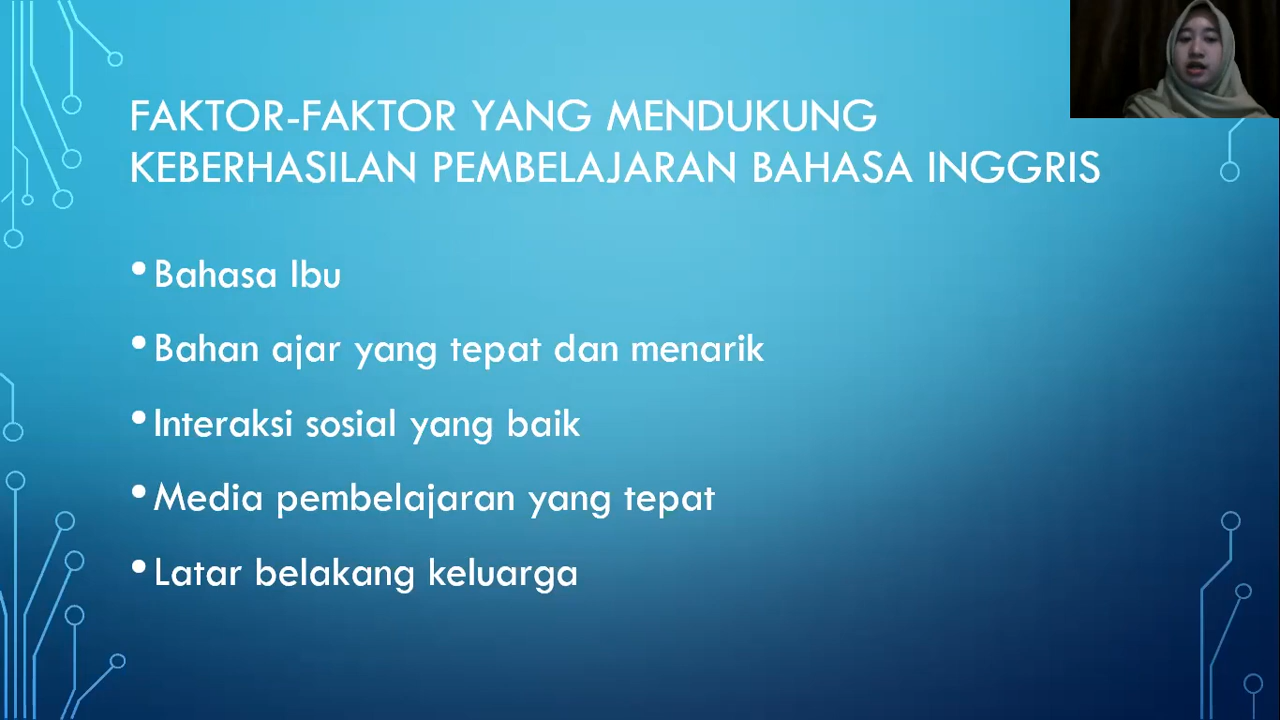 FAKTOR-FAKTOR YANG MENDUKUNG
KEBERHASILAN PEMBELAJARAN BAHASA INGGRIS
• Bahasa Ibu
• Bahan ajar yang tepat dan menarik
• Interaksi sosial yang baik
• Media pembelajaran yang tepat
• Latar belakang keluarga